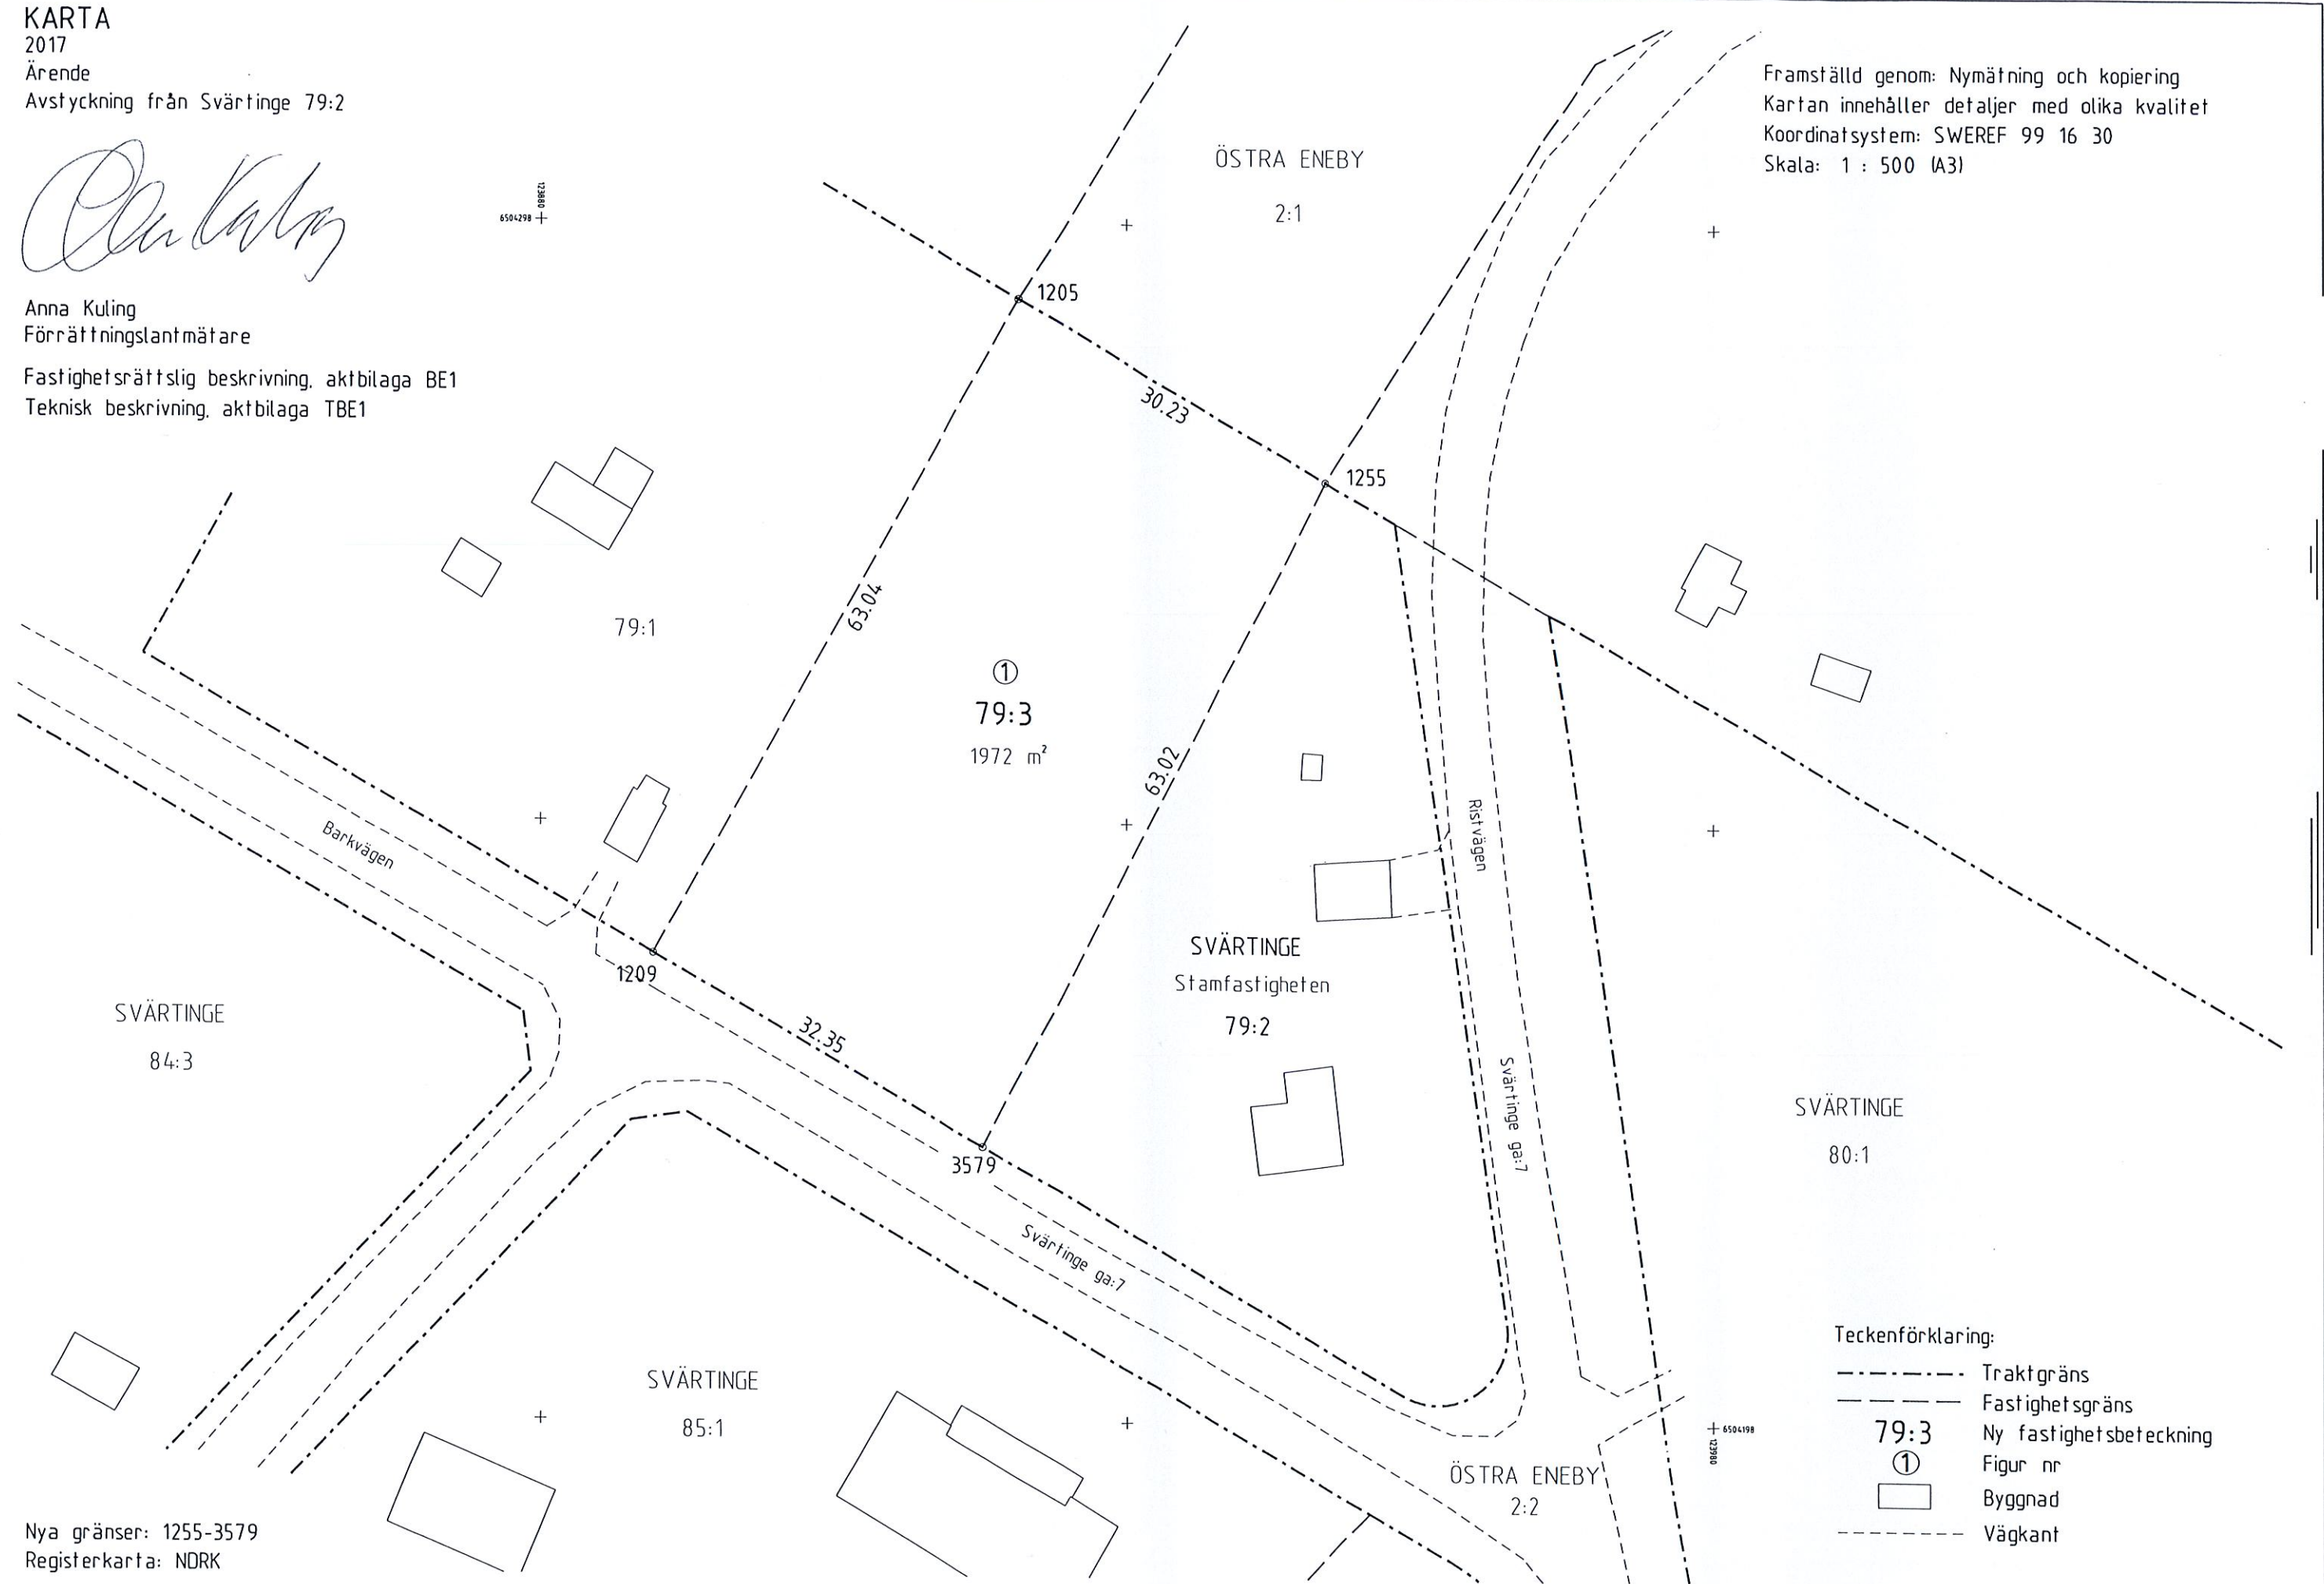 KARTA
2017
Ärende
Avstyckning från Svärtinge 79:2
Anna Kuling
Förrättningslantmätare
Fastighetsrättslig beskrivning, aktbilaga BE1
Teknisk beskrivning, aktbilaga TBE1
Framställd genom: Nymätning och kopiering
Kartan innehåller detaljer med olika kvalitet
Koordinatsystem: SWEREF 99 16 30
Skala: 1 : 500 (A3)
123880
6504298
ÖSTRA ENEBY
2:1
1205
30.23
1255
63.04
79:1
1
79:3
1972 m²
63.02
Barkvägen
Ristvägen
1209
32.35
SVÄRTINGE
Stamfastigheten
79:2
SVÄRTINGE
84:3
Svärtinge ga:7
3579
SVÄRTINGE
80:1
Svärtinge ga:7
SVÄRTINGE
85:1
ÖSTRA ENEBY
2:2
6504198
123980
Teckenförklaring:
Traktgräns
Fastighetsgräns
79:3 Ny fastighetsbeteckning
1 Figur nr
Byggnad
Vägkant
Nya gränser: 1255-3579
Registerkarta: NORK